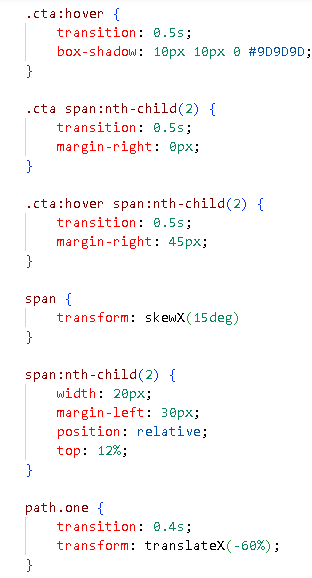 .cta:hover {
    transition: 0.5s;
    box-shadow: 10px 10px 0 #9D9D9D;
}

.cta span:nth-child(2) {
    transition: 0.5s;
    margin-right: 0px;
}

.cta:hover span:nth-child(2) {
    transition: 0.5s;
    margin-right: 45px;
}

span {
    transform: skewX(15deg)
}

span:nth-child(2) {
    width: 20px;
    margin-left: 30px;
    position: relative;
    top: 12%;
}

path.one {
    transition: 0.4s;
    transform: translateX(-60%);
}